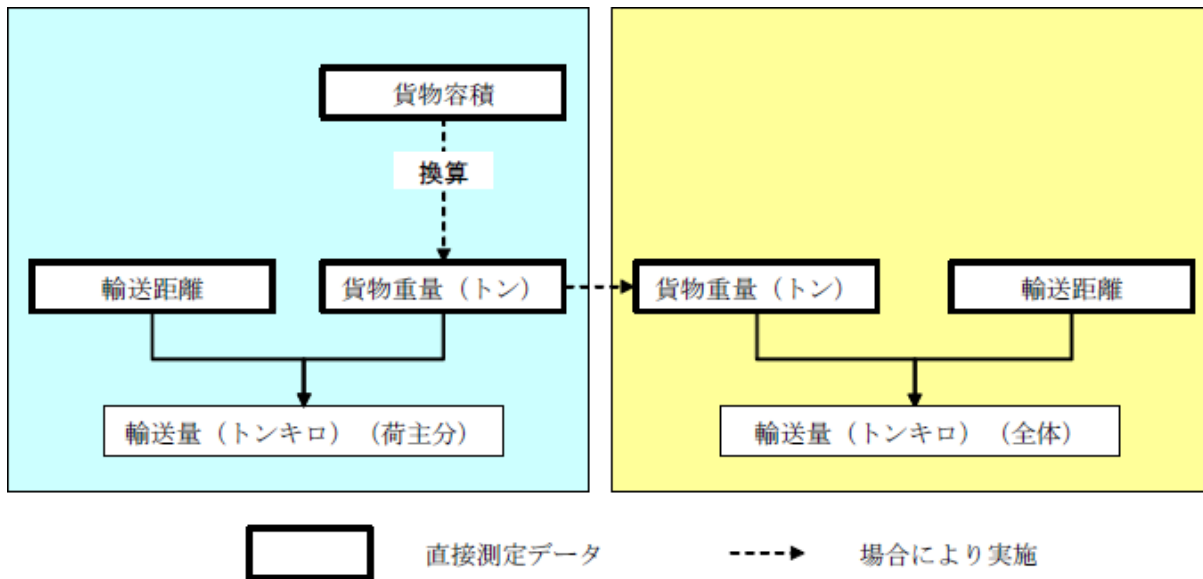 貨物容積
換算
輸送距離
貨物重量（トン）
貨物重量（トン）
輸送距離
輸送量（トンキロ）（荷主分）
輸送量（トンキロ）（全体）
直接測定データ
場合により実施